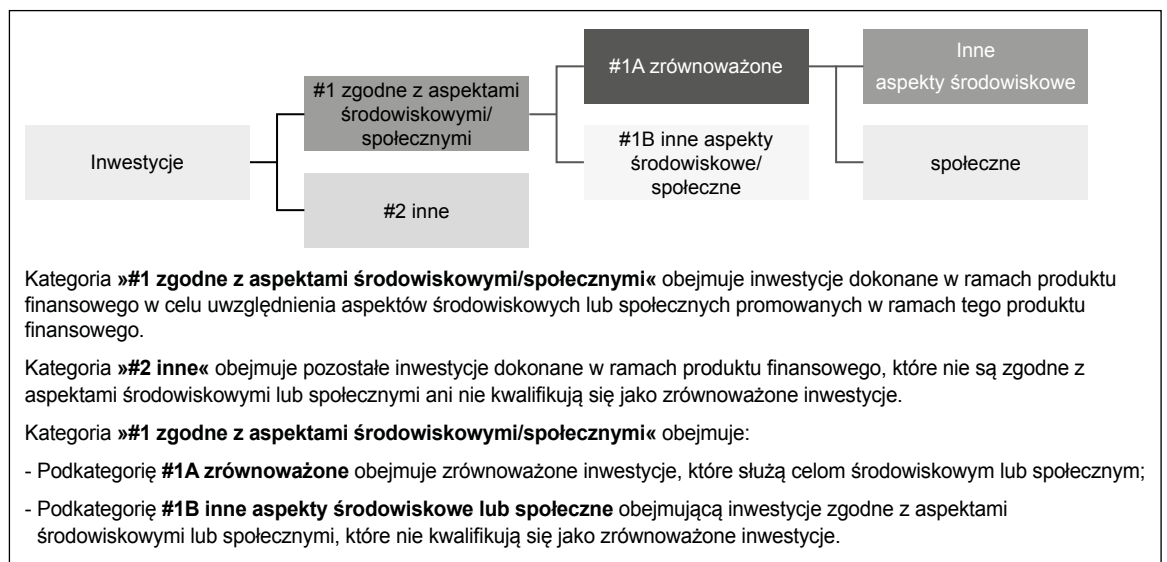 Inwestycje
#1 zgodne z aspektami
środowiskowymi/
społecznymi
#2 inne
#1A zrównoważone
#1B inne aspekty
środowiskowe/
społeczne
Inne
aspekty środowiskowe
społeczne
Kategoria »#1 zgodne z aspektami środowiskowymi/społecznymi« obejmuje inwestycje dokonane w ramach produktu
finansowego w celu uwzględnienia aspektów środowiskowych lub społecznych promowanych w ramach tego produktu
finansowego.
Kategoria »#2 inne« obejmuje pozostałe inwestycje dokonane w ramach produktu finansowego, które nie są zgodne z
aspektami środowiskowymi lub społecznymi ani nie kwalifikują się jako zrównoważone inwestycje.
Kategoria »#1 zgodne z aspektami środowiskowymi/społecznymi« obejmuje:
- Podkategorię #1A zrównoważone obejmuje zrównoważone inwestycje, które służą celom środowiskowym lub społecznym;
- Podkategorię #1B inne aspekty środowiskowe lub społeczne obejmującą inwestycje zgodne z aspektami
środowiskowymi lub społecznymi, które nie kwalifikują się jako zrównoważone inwestycje.